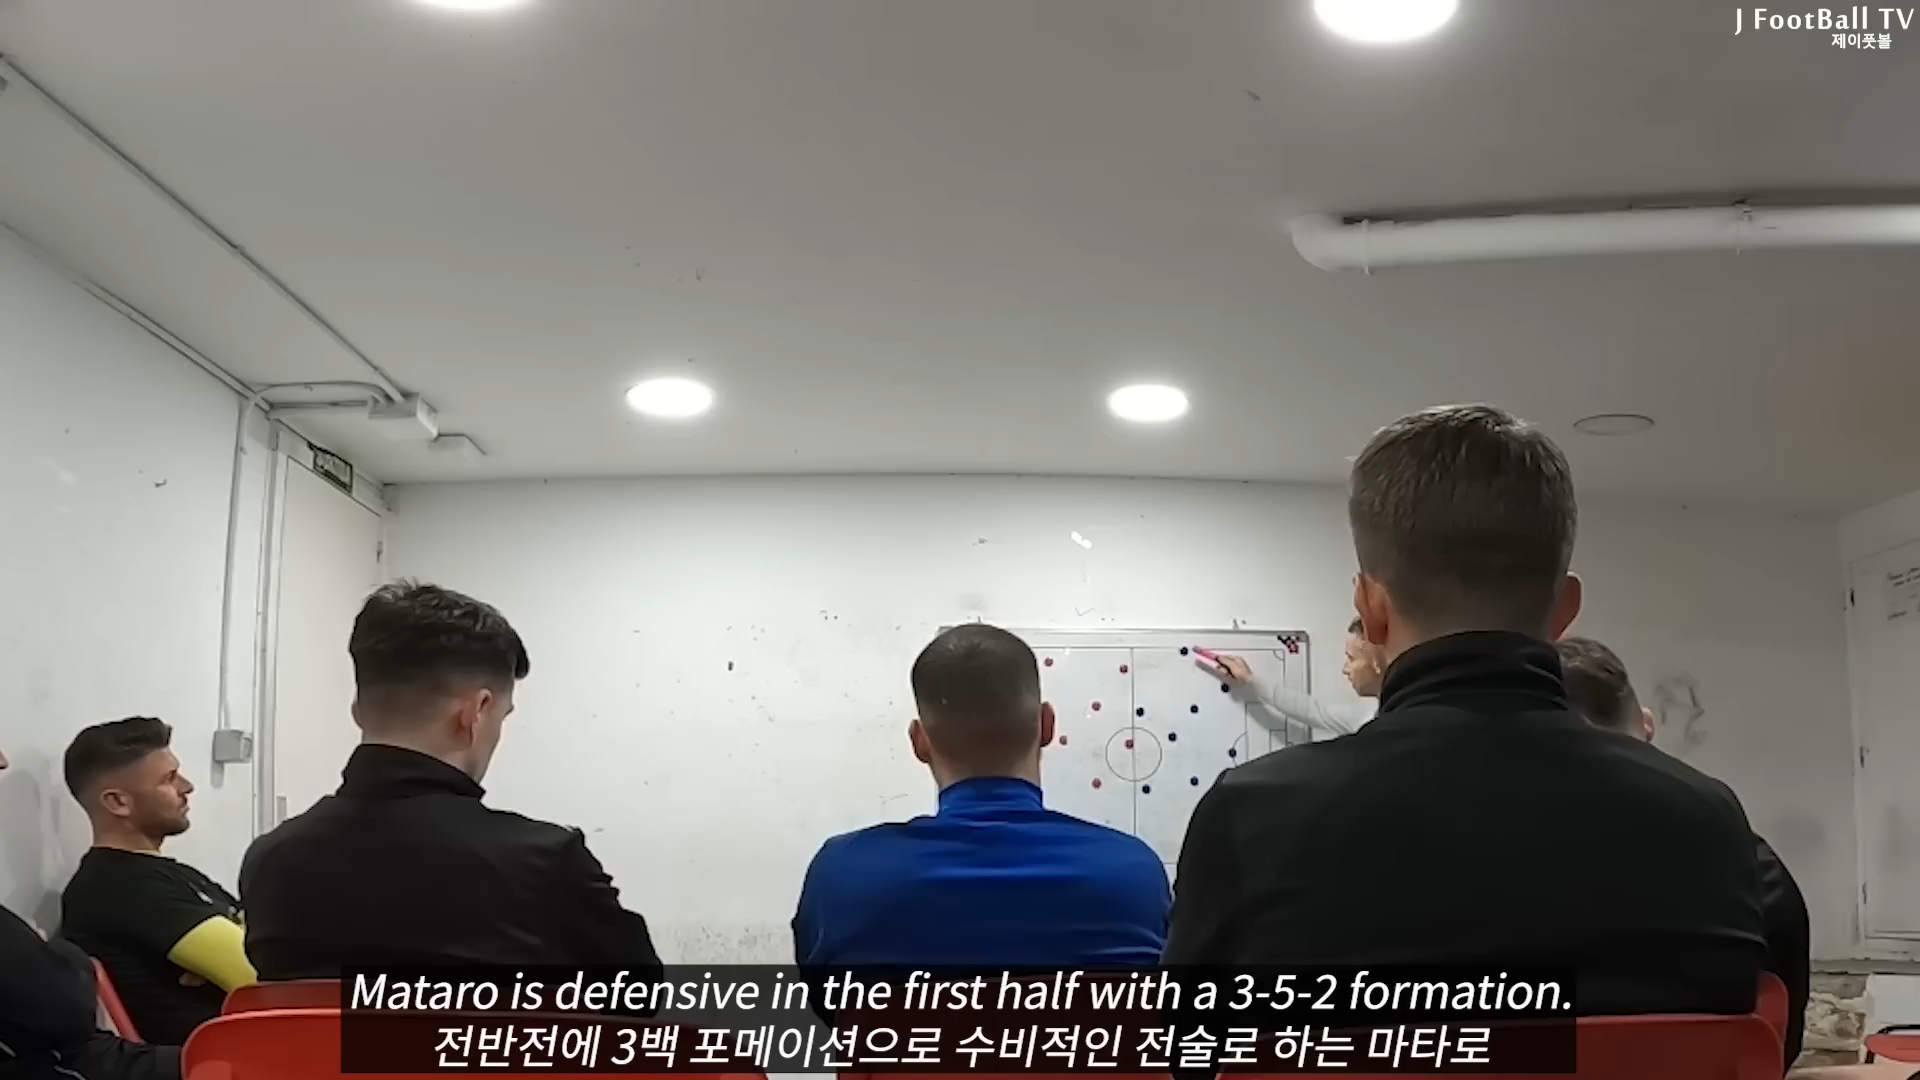 J FootBall TV
제이풋볼
Mataro is defensive in the first half with a 3-5-2 formation.
전반전에 3백 포메이션으로 수비적인 전술로 하는 마타로